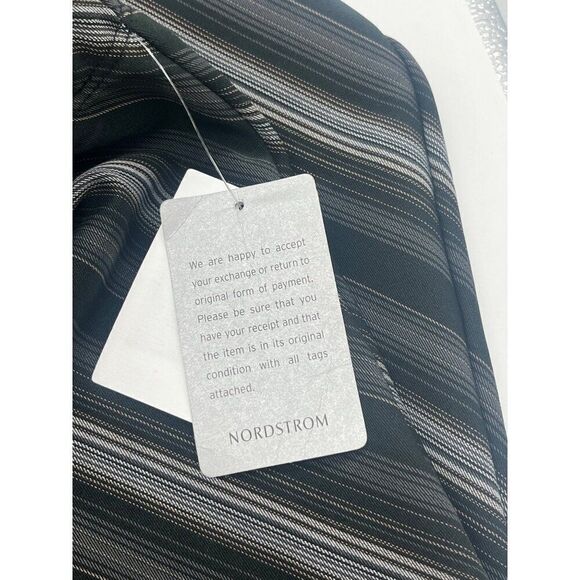 We are happy to accept
your exchange or return to
original form of payment.
Please be sure that you
have your receipt and that
the item is in its original
condition with all tags
attached.
NORDSTROM